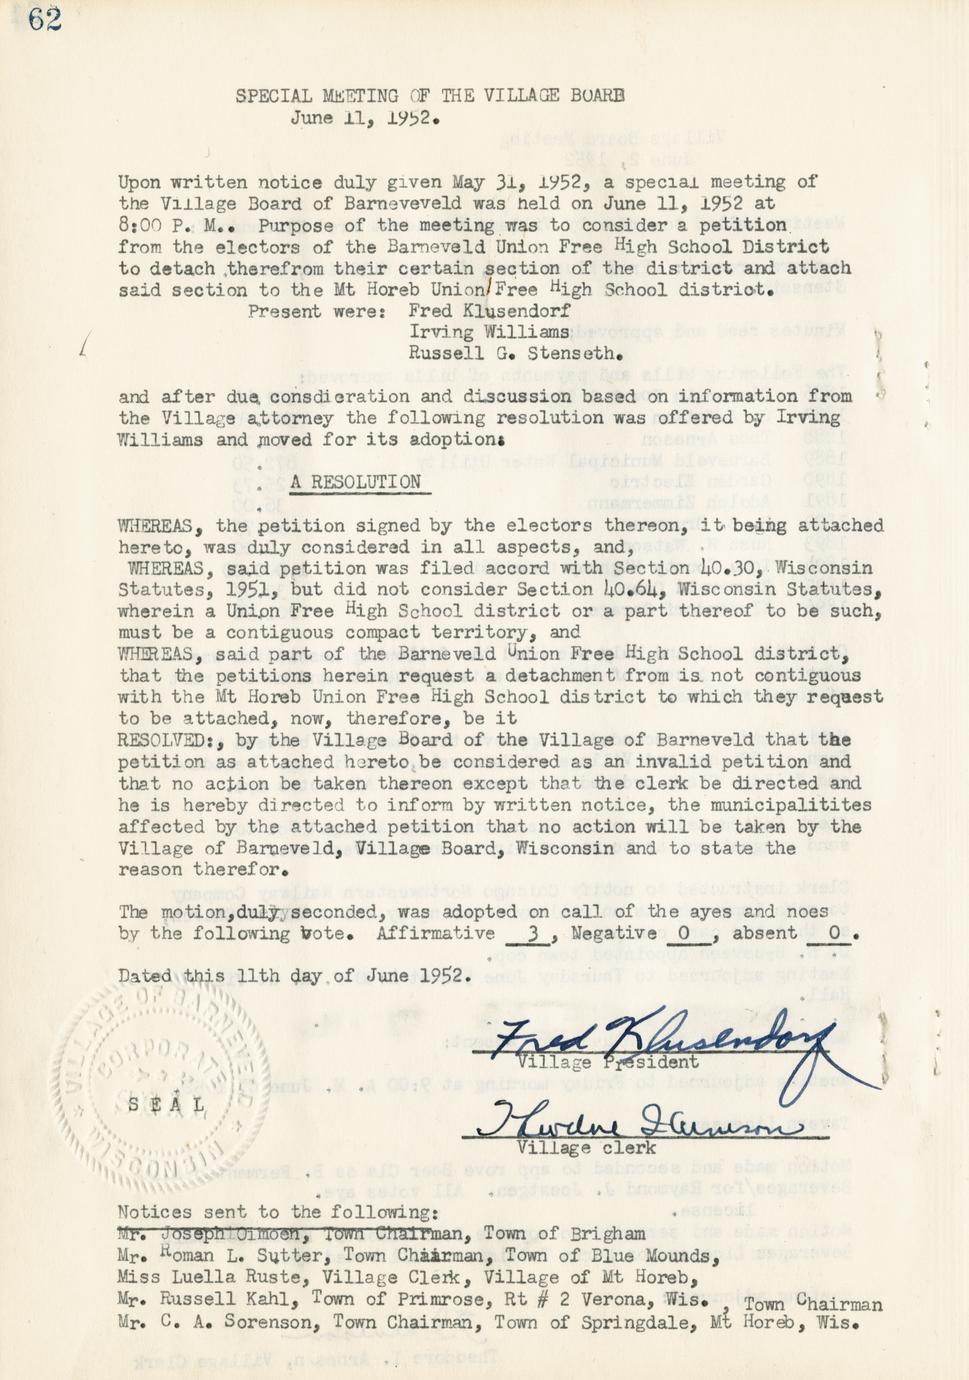 62
SPECIAL MEETING OF THE VILLAGE BOARD
June 11, 1952.
Upon written notice duly given May 31, 1952, a special meeting of
the Village Board of Barneveveld was held on June 11, 1952 at
8:00 P. M.. Purpose of the meeting was to consider a petition
from the electors of the Barneveld Union Free High School District
to detach therefrom their certain section of the district and attach
said section to the Mt Horeb Union/Free High School district.
Present were: Fred Klusendorf
Irving Williams
Russell G. Stenseth.
and after due consdieration and discussion based on information from
the Village attorney the following resolution was offered by Irving
Williams and moved for its adoption:
A RESOLUTION
WHEREAS, the petition signed by the electors thereon, it being attached
hereto, was duly considered in all aspects, and,
WHEREAS, said petition was filed accord with Section 40.30, Wisconsin
Statutes, 1951, but did not consider Section 40.64, Wisconsin Statutes,
wherein a Union Free High School district or a part thereof to be such,
must be a contiguous compact territory, and
WHEREAS, said part of the Barneveld Union Free High School district,
that the petitions herein request a detachment from is not contiguous
with the Mt Horeb Union Free High School district to which they request
to be attached, now, therefore, be it
RESOLVED:, by the Village Board of the Village of Barneveld that the
petition as attached hereto be considered as an invalid petition and
that no action be taken thereon except that the clerk be directed and
he is hereby directed to inform by written notice, the municipalitites
affected by the attached petition that no action will be taken by the
Village of Barneveld, Village Board, Wisconsin and to state the
reason therefor.
The motion,duly seconded, was adopted on call of the ayes and noes
by the following vote. Affirmative 3, Negative 0, absent 0.
Dated this 11th day of June 1952.
Fred Klusendorf
Village President
VILLAGE OF BARNEVELD
CORPORATE
SEAL
WISCONSIN
Village clerk
Notices sent to the following:
Mr. Joseph Oimoen, Town Chairman, Town of Brigham
Mr. Roman L. Sutter, Town Chairman, Town of Blue Mounds,
Miss Luella Ruste, Village Clerk, Village of Mt Horeb,
Mr. Russell Kahl, Town of Primrose, Rt # 2 Verona, Wis. , Town Chairman
Mr. C. A. Sorenson, Town Chairman, Town of Springdale, Mt Horeb, Wis.